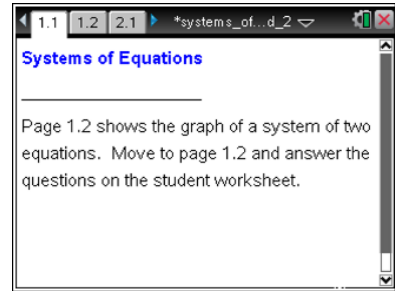 1.1 1.2 2.1 *systems_of...d_2
Systems of Equations
Page 1.2 shows the graph of a system of two
equations. Move to page 1.2 and answer the
questions on the student worksheet.